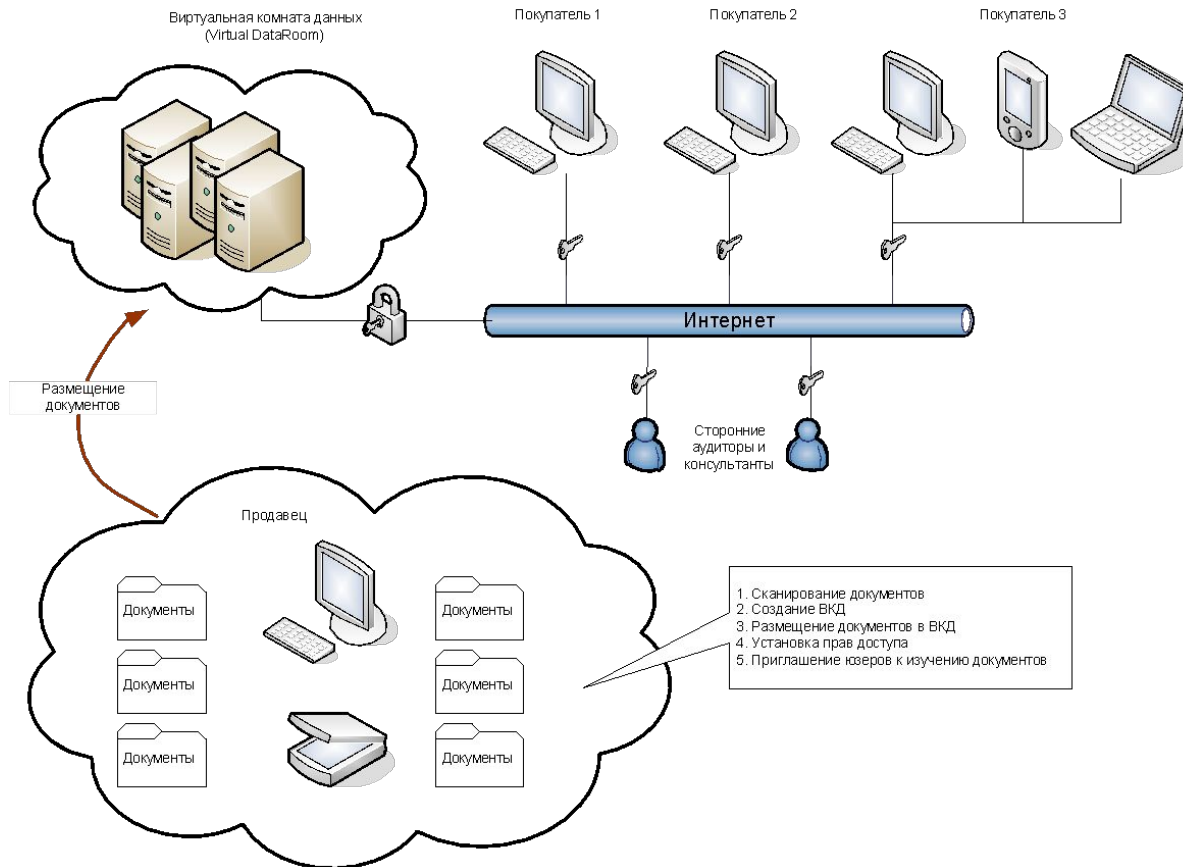 Виртуальная комната данных
(Virtual DataRoom)
Покупатель 1
Покупатель 2
Покупатель 3
Интернет
Размещение
документов
Сторонние
аудиторы и
консультанты
Продавец
Документы
Документы
Документы
Документы
Документы
Документы
1. Сканирование документов
2. Создание ВКД
3. Размещение документов в ВКД
4. Установка прав доступа
5. Приглашение юзеров к изучению документов